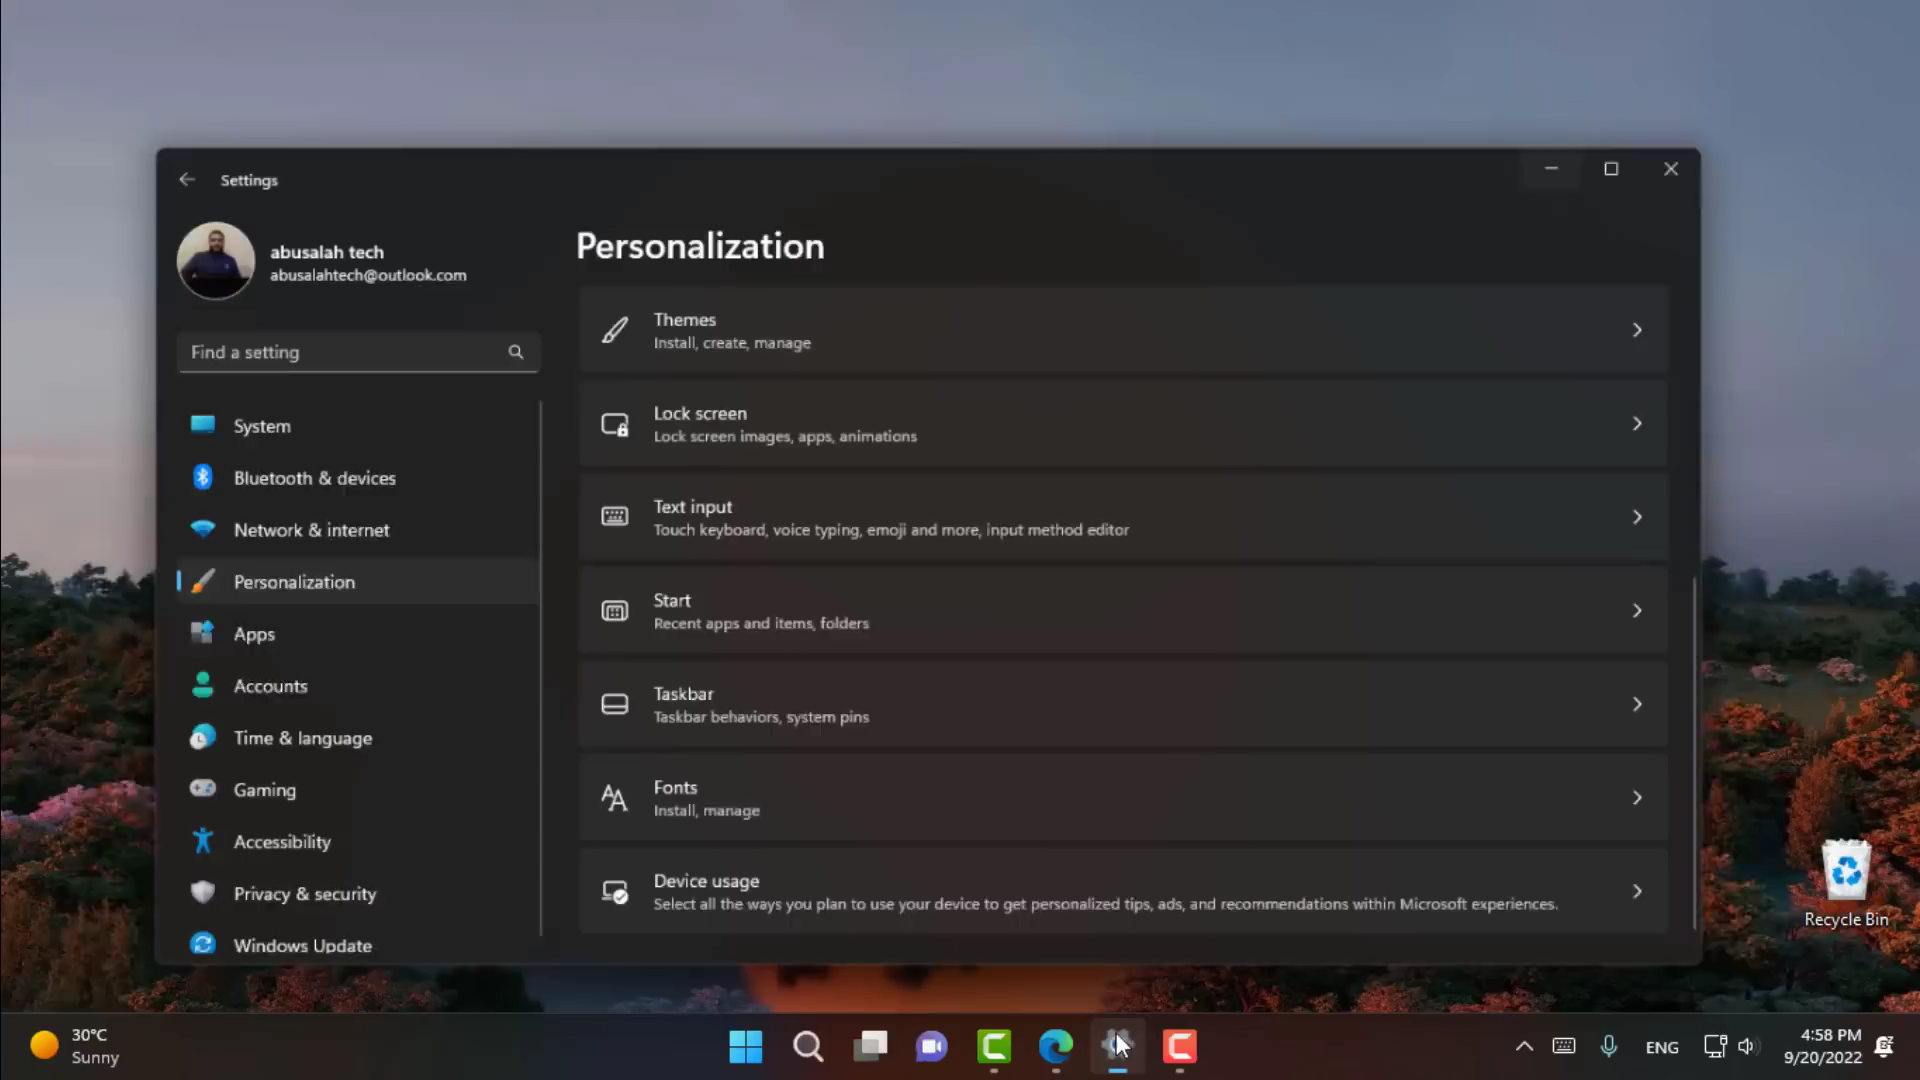 Settings
abusalah tech
abusalahtech@outlook.com
Find a setting
System
Bluetooth & devices
Network & internet
Personalization
Apps
Accounts
Time & language
Gaming
Accessibility
Privacy & security
Windows Update
Personalization
Themes
Install, create, manage
Lock screen
Lock screen images, apps, animations
Text input
Touch keyboard, voice typing, emoji and more, input method editor
Start
Recent apps and items, folders
Taskbar
Taskbar behaviors, system pins
Fonts
Install, manage
Device usage
Select all the ways you plan to use your device to get personalized tips, ads, and recommendations within Microsoft experiences.
Recycle Bin
30°C
Sunny
ENG
4:58 PM
9/20/2022